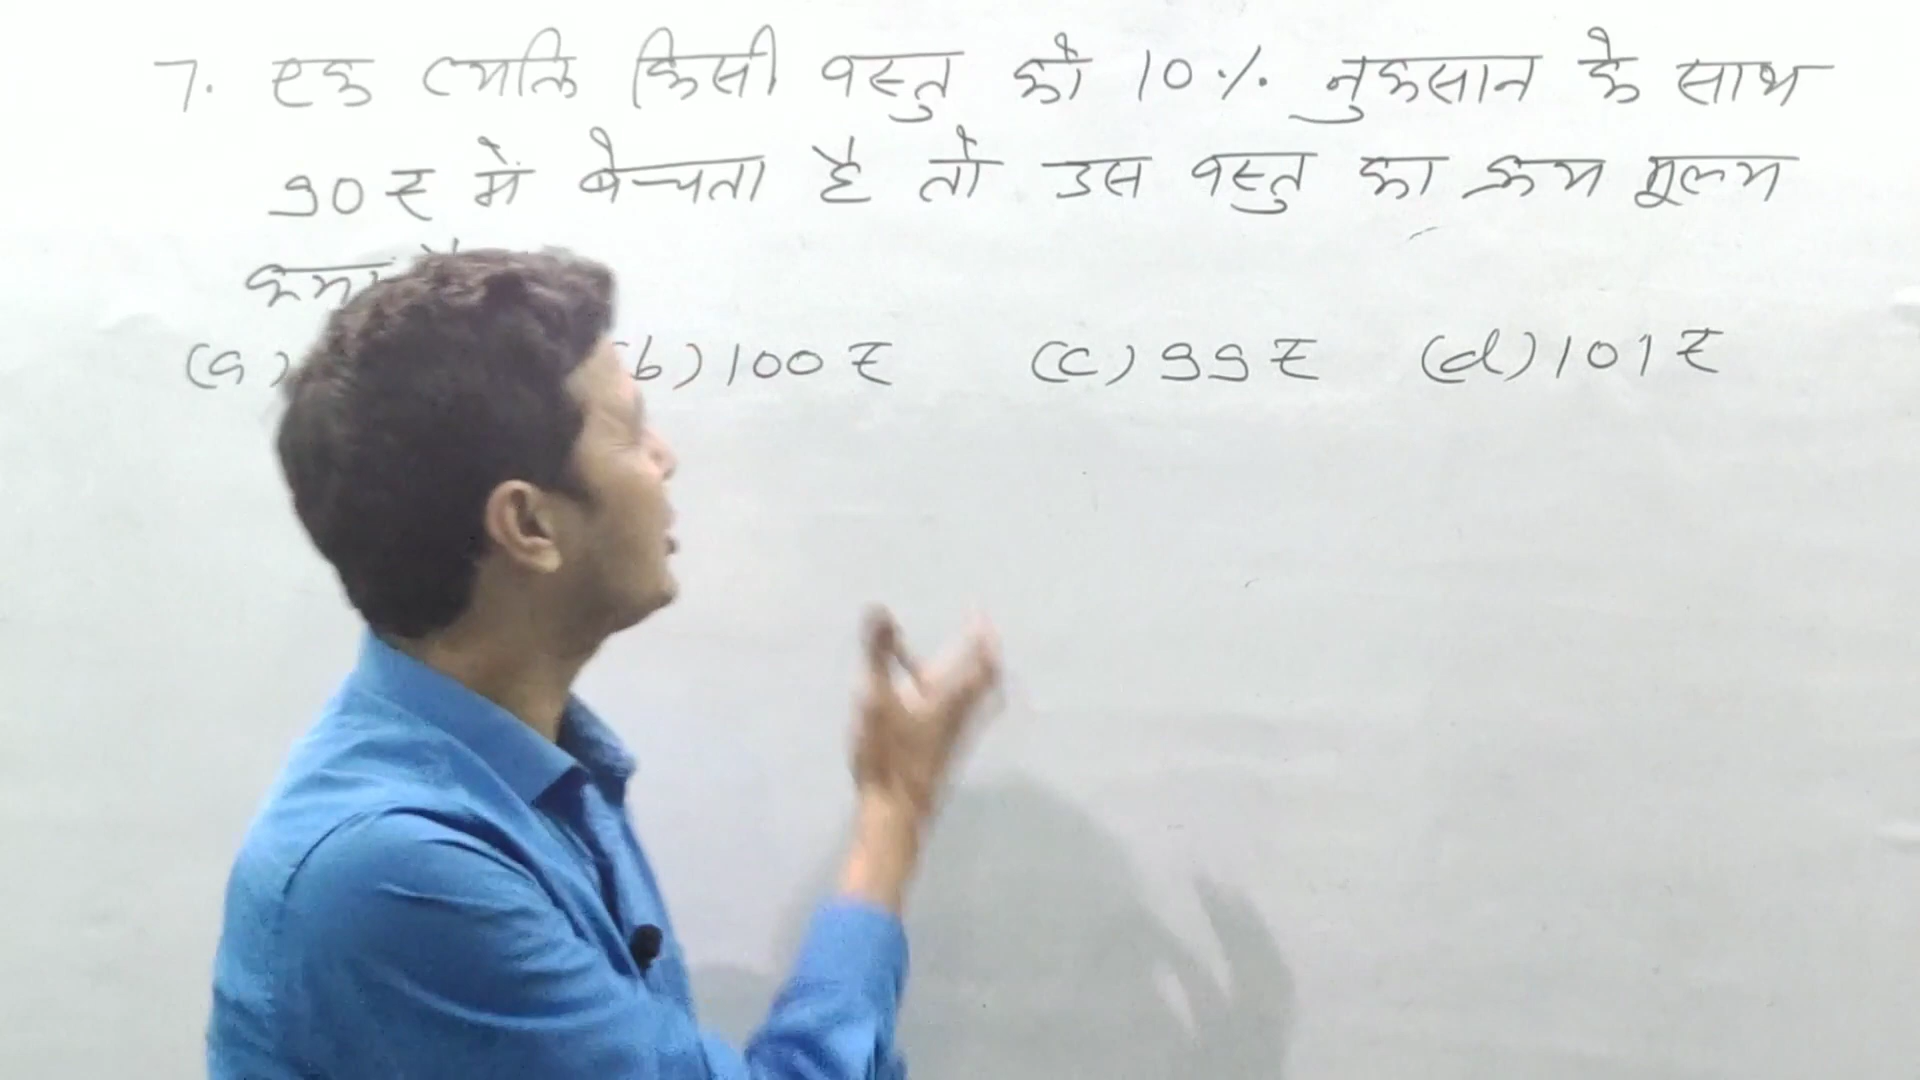 7. एक व्यक्ति किसी वस्तु को 10% नुकसान के साथ
90₹ में बेचता है तो उस वस्तु का क्रय मूल्य
(a) (b) 100₹ (c) 99₹ (d) 101₹